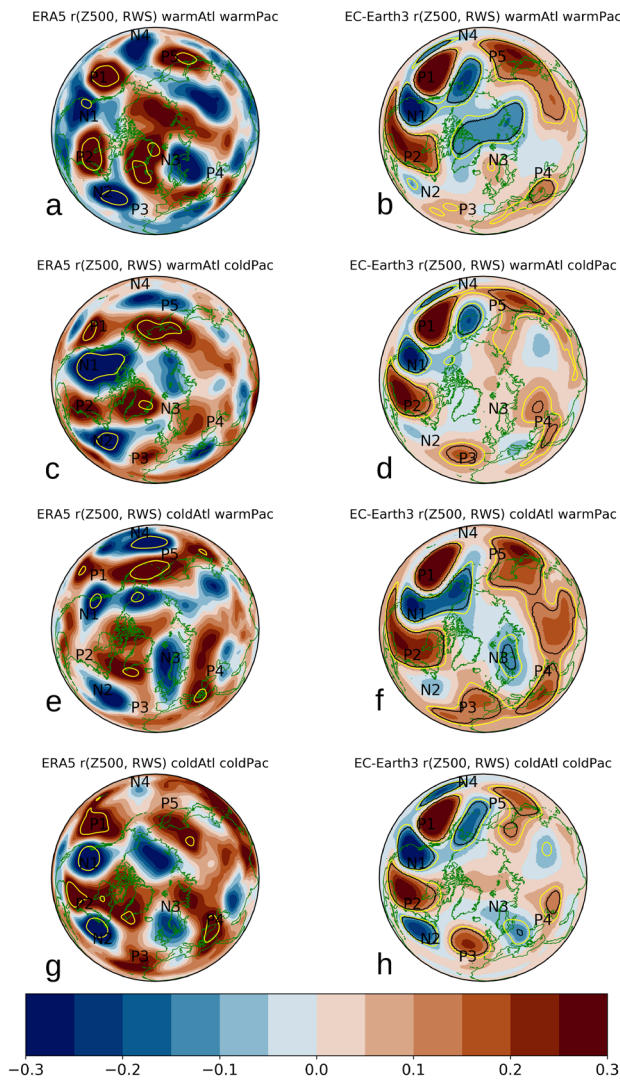 ERA5 r(Z500, RWS) warmAtl warmPac
EC-Earth3 r(Z500, RWS) warmAtl warmPac
N4
P5
P1
N1
P2
N3
P4
N2
P3
a
N4
P5
P1
N1
P2
N3
P4
N2
P3
b
ERA5 r(Z500, RWS) warmAtl coldPac
EC-Earth3 r(Z500, RWS) warmAtl coldPac
N4
P5
P1
N1
P2
N3
P4
N2
P3
c
N4
P5
P1
N1
P2
N3
P4
N2
P3
d
ERA5 r(Z500, RWS) coldAtl warmPac
EC-Earth3 r(Z500, RWS) coldAtl warmPac
N4
P5
P1
N1
P2
N3
P4
N2
P3
e
N4
P5
P1
N1
P2
N3
P4
N2
P3
f
ERA5 r(Z500, RWS) coldAtl coldPac
EC-Earth3 r(Z500, RWS) coldAtl coldPac
N4
P5
P1
N1
P2
N3
P4
N2
P3
g
N4
P5
P1
N1
P2
N3
P4
N2
P3
h
−0.3 −0.2 −0.1 0.0 0.1 0.2 0.3